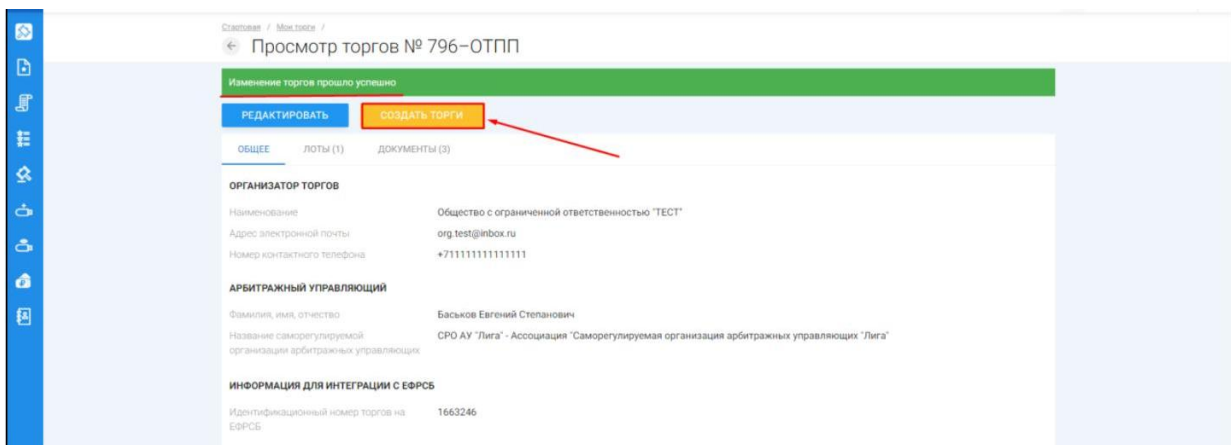 Стартовая / Мои торги /
Просмотр торгов № 796-ОТПП
Изменение торгов прошло успешно
РЕДАКТИРОВАТЬ СОЗДАТЬ ТОРГИ
ОБЩЕЕ ЛОТЫ (1) ДОКУМЕНТЫ (3)
ОРГАНИЗАТОР ТОРГОВ
Наименование Общество с ограниченной ответственностью "ТЕСТ"
Адрес электронной почты org.test@inbox.ru
Номер контактного телефона +711111111111111
АРБИТРАЖНЫЙ УПРАВЛЯЮЩИЙ
Фамилия, имя, отчество Баськов Евгений Степанович
Название саморегулируемой СРО АУ "Лига" - Ассоциация "Саморегулируемая организация арбитражных управляющих "Лига"
организации арбитражных управляющих
ИНФОРМАЦИЯ ДЛЯ ИНТЕГРАЦИИ С ЕФРСБ
Идентификационный номер торгов на 1663246
ЕФРСБ